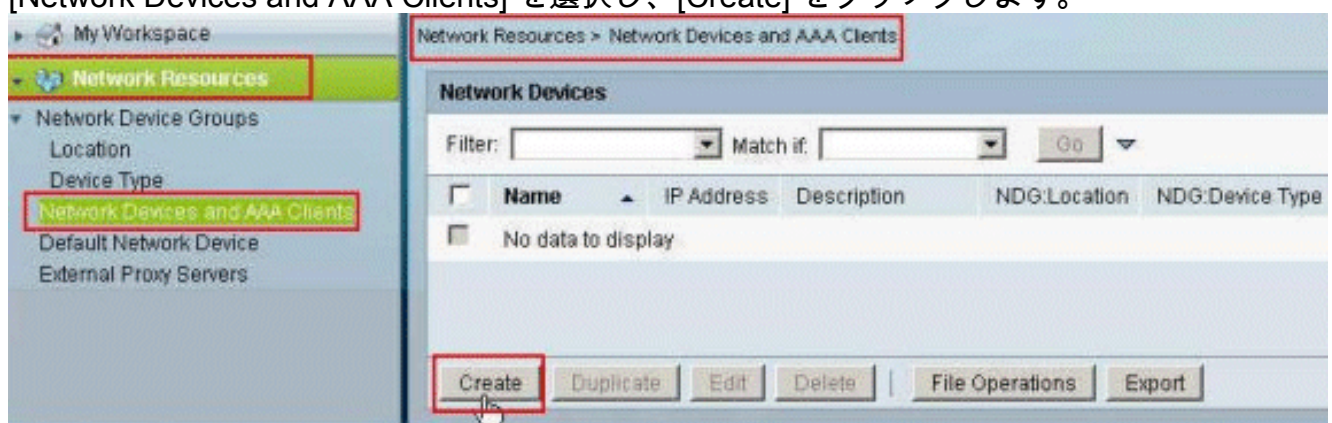 [Network Devices and AAA Clients] を選択し、[Create] をクリックします。
My Workspace
Network Resources
Network Device Groups
Location
Device Type
Network Devices and AAA Clients
Default Network Device
External Proxy Servers
Network Resources > Network Devices and AAA Clients
Network Devices
Filter: Match if: Go
Name IP Address Description NDG:Location NDG:Device Type
No data to display
Create Duplicate Edit Delete | File Operations Export